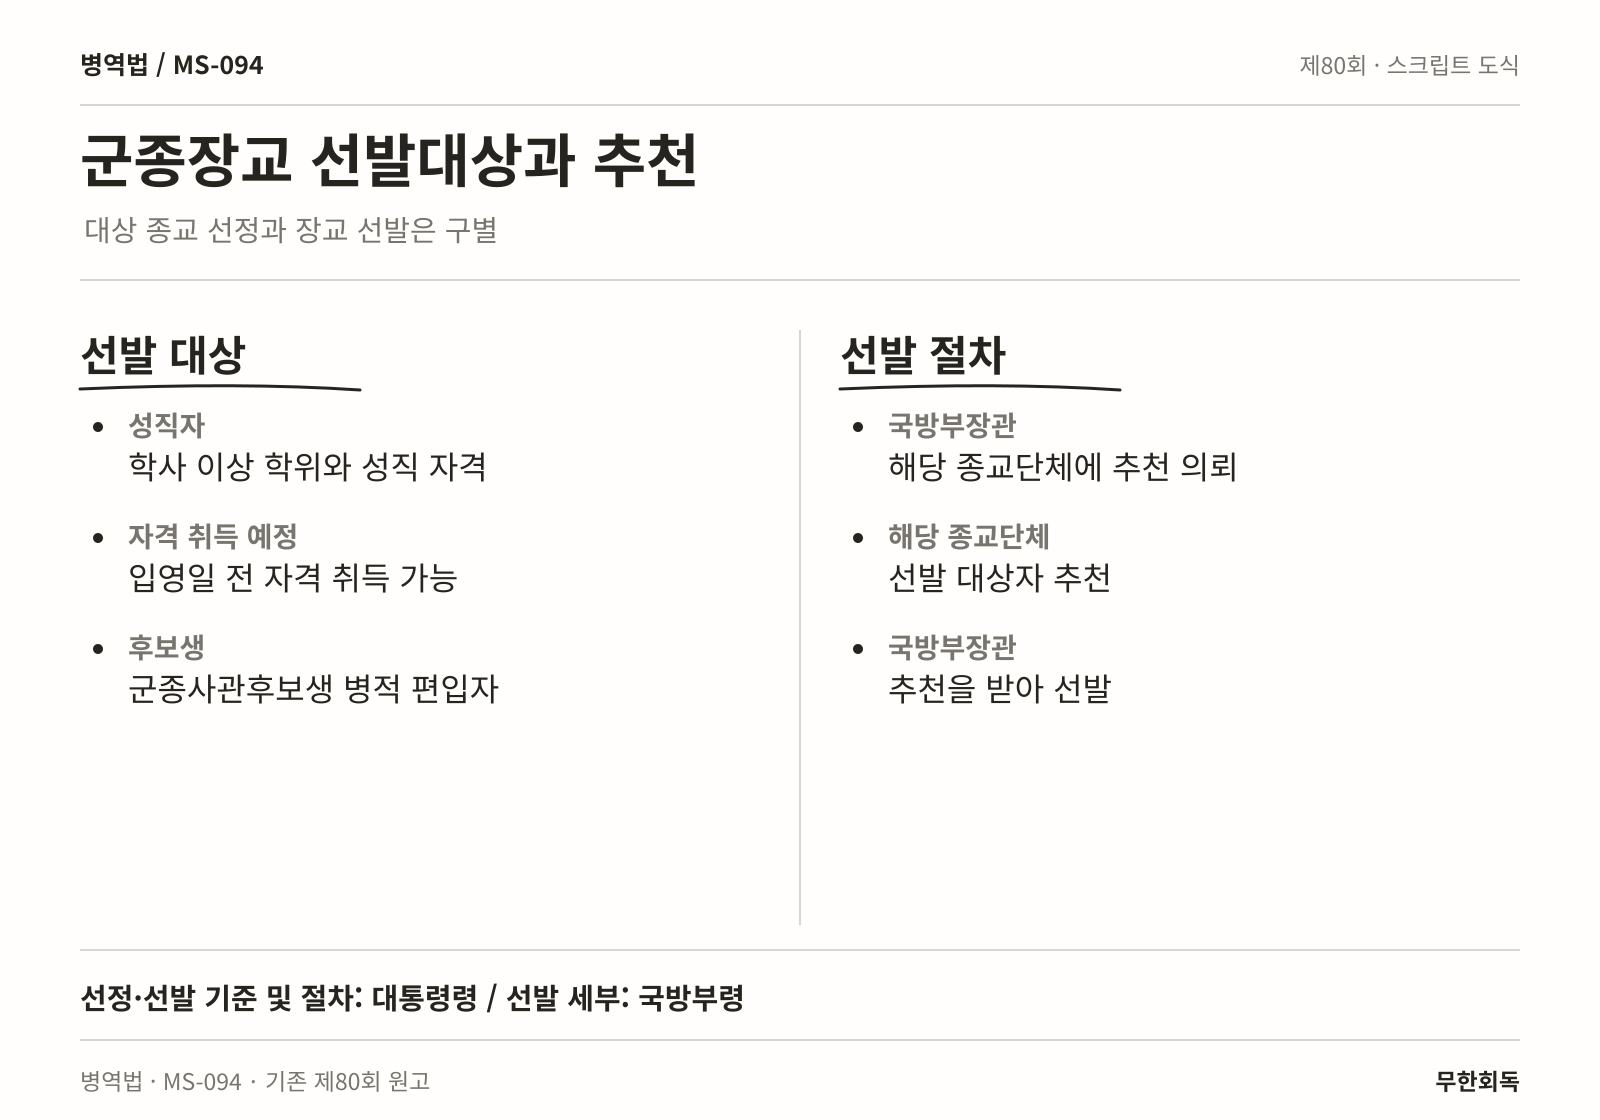 병역법 / MS-094
제80회 · 스크립트 도식
군종장교 선발대상과 추천
대상 종교 선정과 장교 선발은 구별
선발 대상
• 성직자
학사 이상 학위와 성직 자격
• 자격 취득 예정
입영일 전 자격 취득 가능
• 후보생
군종사관후보생 병적 편입자
선발 절차
• 국방부장관
해당 종교단체에 추천 의뢰
• 해당 종교단체
선발 대상자 추천
• 국방부장관
추천을 받아 선발
선정·선발 기준 및 절차: 대통령령 / 선발 세부: 국방부령
병역법 · MS-094 · 기존 제80회 원고
무한회독